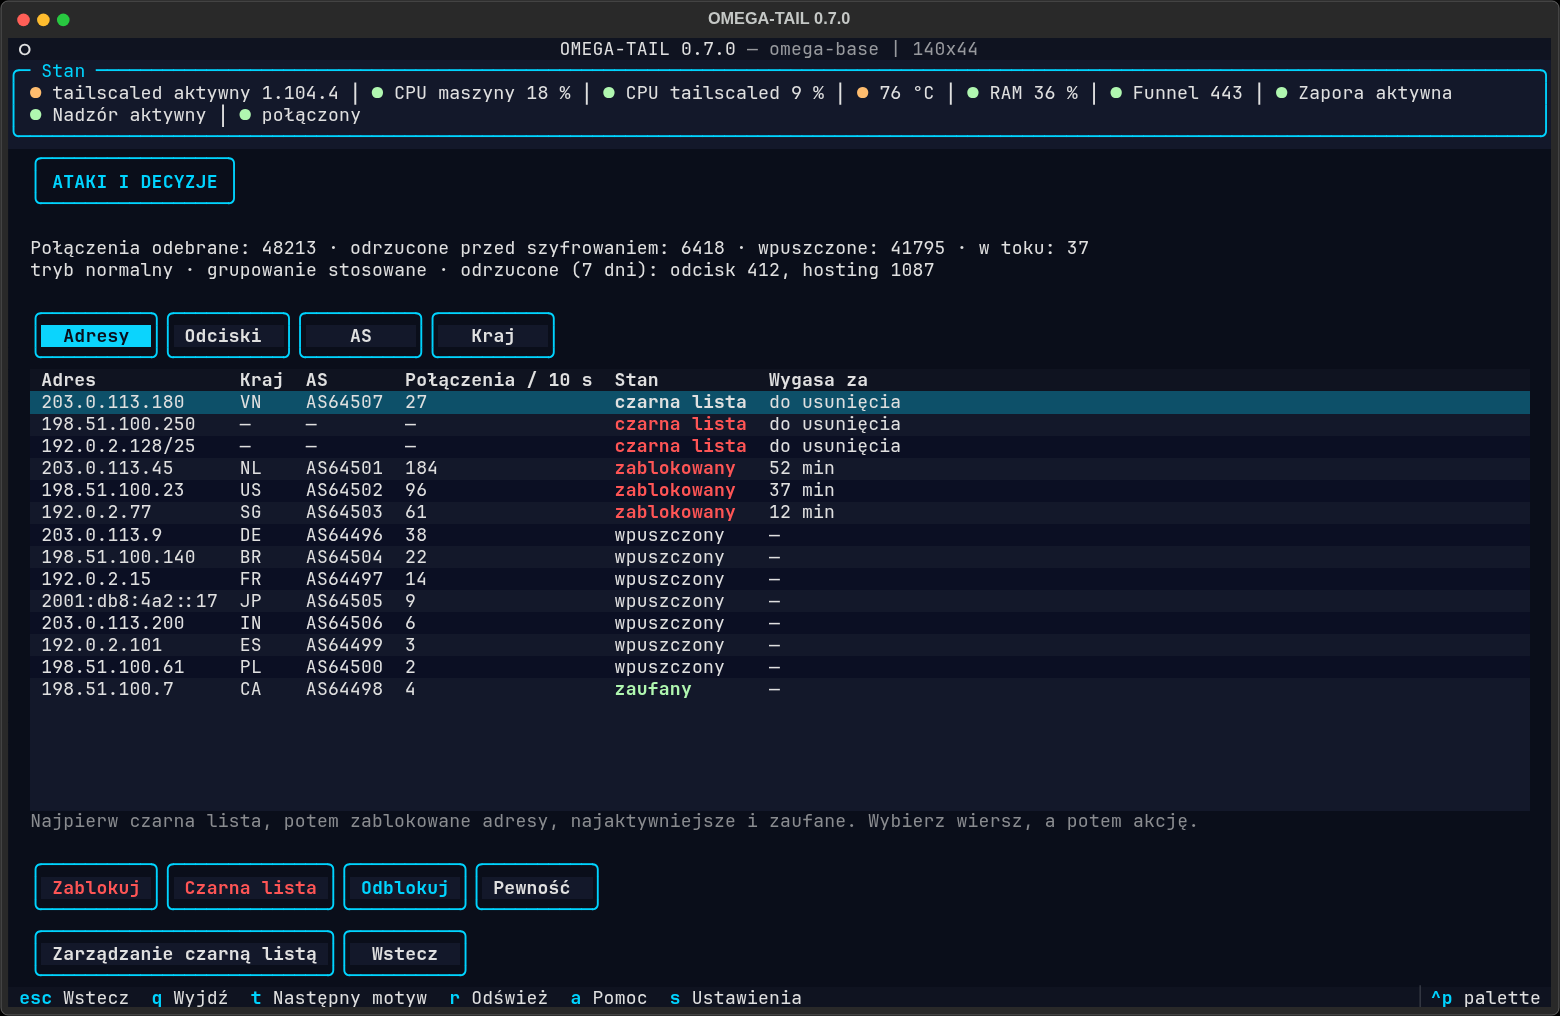 OMEGA-TAIL 0.7.0
OMEGA-TAIL 0.7.0 — omega-base | 140x44
Stan
tailscaled aktywny 1.104.4 │ ● CPU maszyny 18 % │ ● CPU tailscaled 9 % │ ● 76 °C │ ● RAM 36 % │ ● Funnel 443 │ ● Zapora aktywna
Nadzór aktywny │ ● połączony
ATAKI I DECYZJE
Połączenia odebrane: 48213 · odrzucone przed szyfrowaniem: 6418 · wpuszczone: 41795 · w toku: 37
tryb normalny · grupowanie stosowane · odrzucone (7 dni): odcisk 412, hosting 1087
Adresy Odciski AS Kraj
Adres Kraj AS Połączenia / 10 s Stan Wygasa za
203.0.113.180 VN AS64507 27 czarna lista do usunięcia
198.51.100.250 — — — czarna lista do usunięcia
192.0.2.128/25 — — — czarna lista do usunięcia
203.0.113.45 NL AS64501 184 zablokowany 52 min
198.51.100.23 US AS64502 96 zablokowany 37 min
192.0.2.77 SG AS64503 61 zablokowany 12 min
203.0.113.9 DE AS64496 38 wpuszczony —
198.51.100.140 BR AS64504 22 wpuszczony —
192.0.2.15 FR AS64497 14 wpuszczony —
2001:db8:4a2::17 JP AS64505 9 wpuszczony —
203.0.113.200 IN AS64506 6 wpuszczony —
192.0.2.101 ES AS64499 3 wpuszczony —
198.51.100.61 PL AS64500 2 wpuszczony —
198.51.100.7 CA AS64498 4 zaufany —
Najpierw czarna lista, potem zablokowane adresy, najaktywniejsze i zaufane. Wybierz wiersz, a potem akcję.
Zablokuj Czarna lista Odblokuj Pewność
Zarządzanie czarną listą Wstecz
esc Wstecz q Wyjdź t Następny motyw r Odśwież a Pomoc s Ustawienia ^p palette